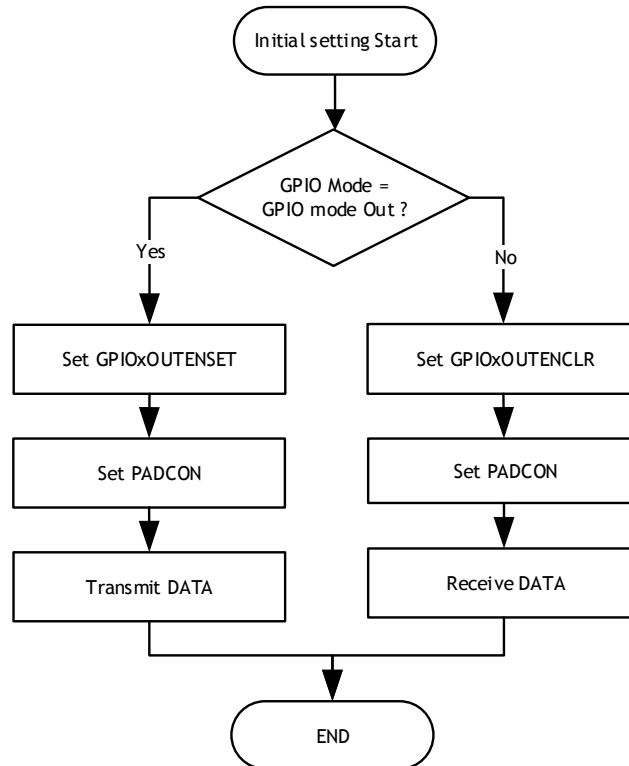 Initial setting Start
GPIO Mode =
GPIO mode Out ?
Yes
No
Set GPIOxOUTENSET
Set GPIOxOUTENCLR
Set PADCON
Set PADCON
Transmit DATA
Receive DATA
END